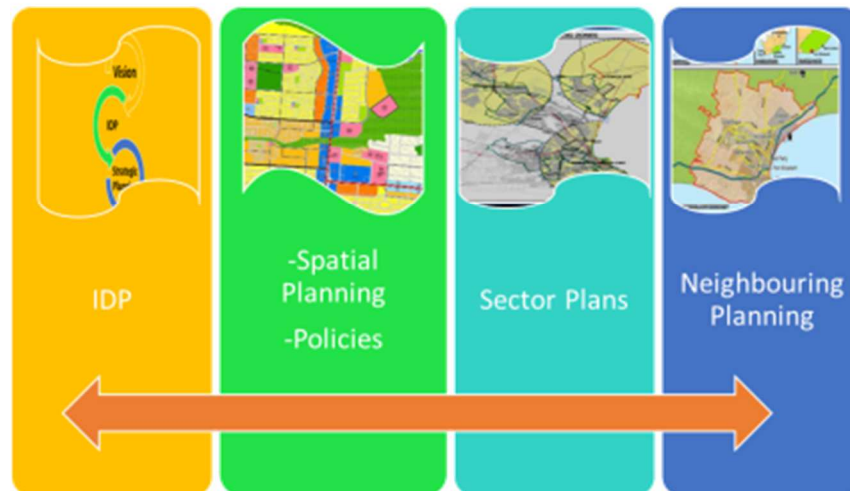 Vision
IDP
Strategic
IDP
-Spatial
Planning
-Policies
Sector Plans
Neighbouring
Planning